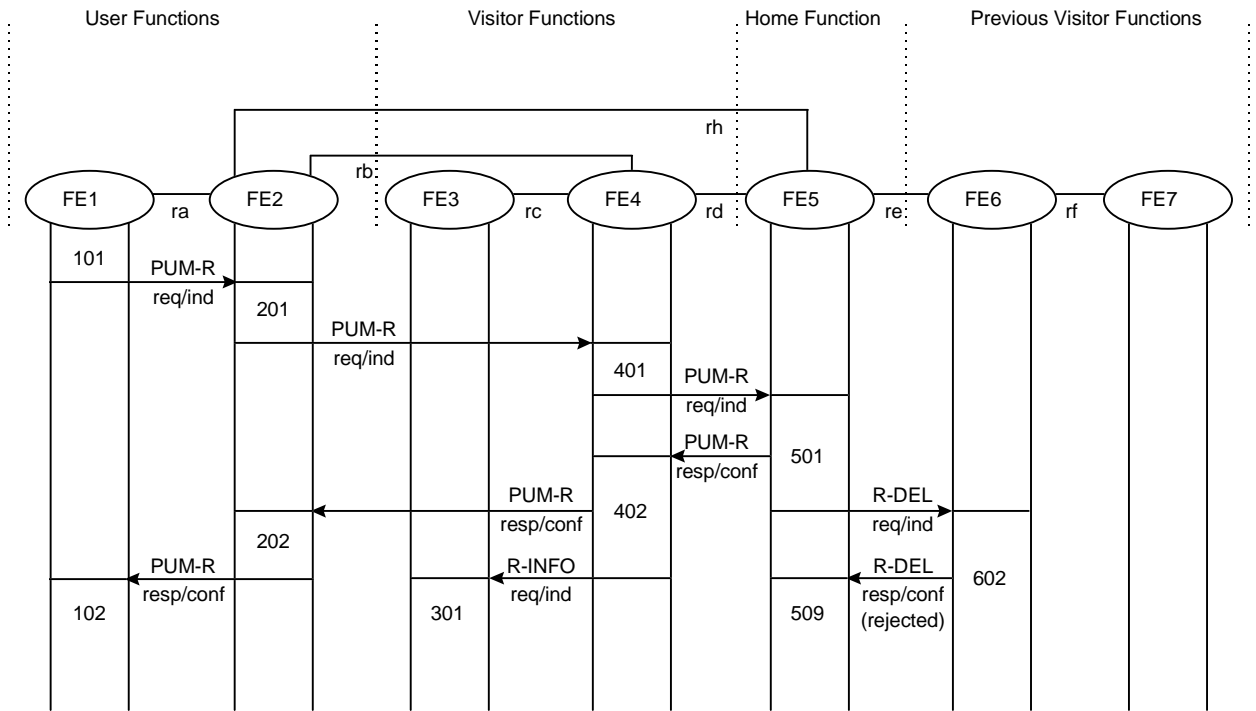 User Functions
Visitor Functions
Home Function
Previous Visitor Functions
rh
rb
FE1
ra
FE2
FE3
rc
FE4
rd
FE5
re
FE6
rf
FE7
101
PUM-R
req/ind
201
PUM-R
req/ind
401
PUM-R
req/ind
PUM-R
resp/conf
501
PUM-R
resp/conf
402
R-DEL
req/ind
202
PUM-R
resp/conf
R-INFO
req/ind
R-DEL
resp/conf
(rejected)
602
102
301
509